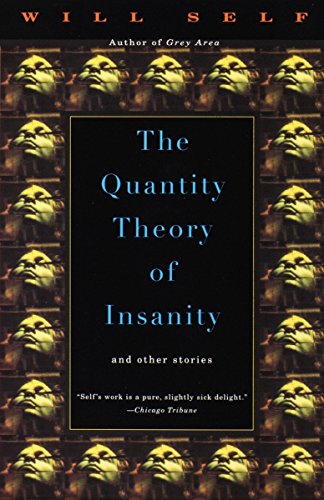 WILL SELF
Author of Grey Area
The
Quantity
Theory
of
Insanity
and other stories
"Self's work is a pure, slightly sick delight."
—Chicago Tribune